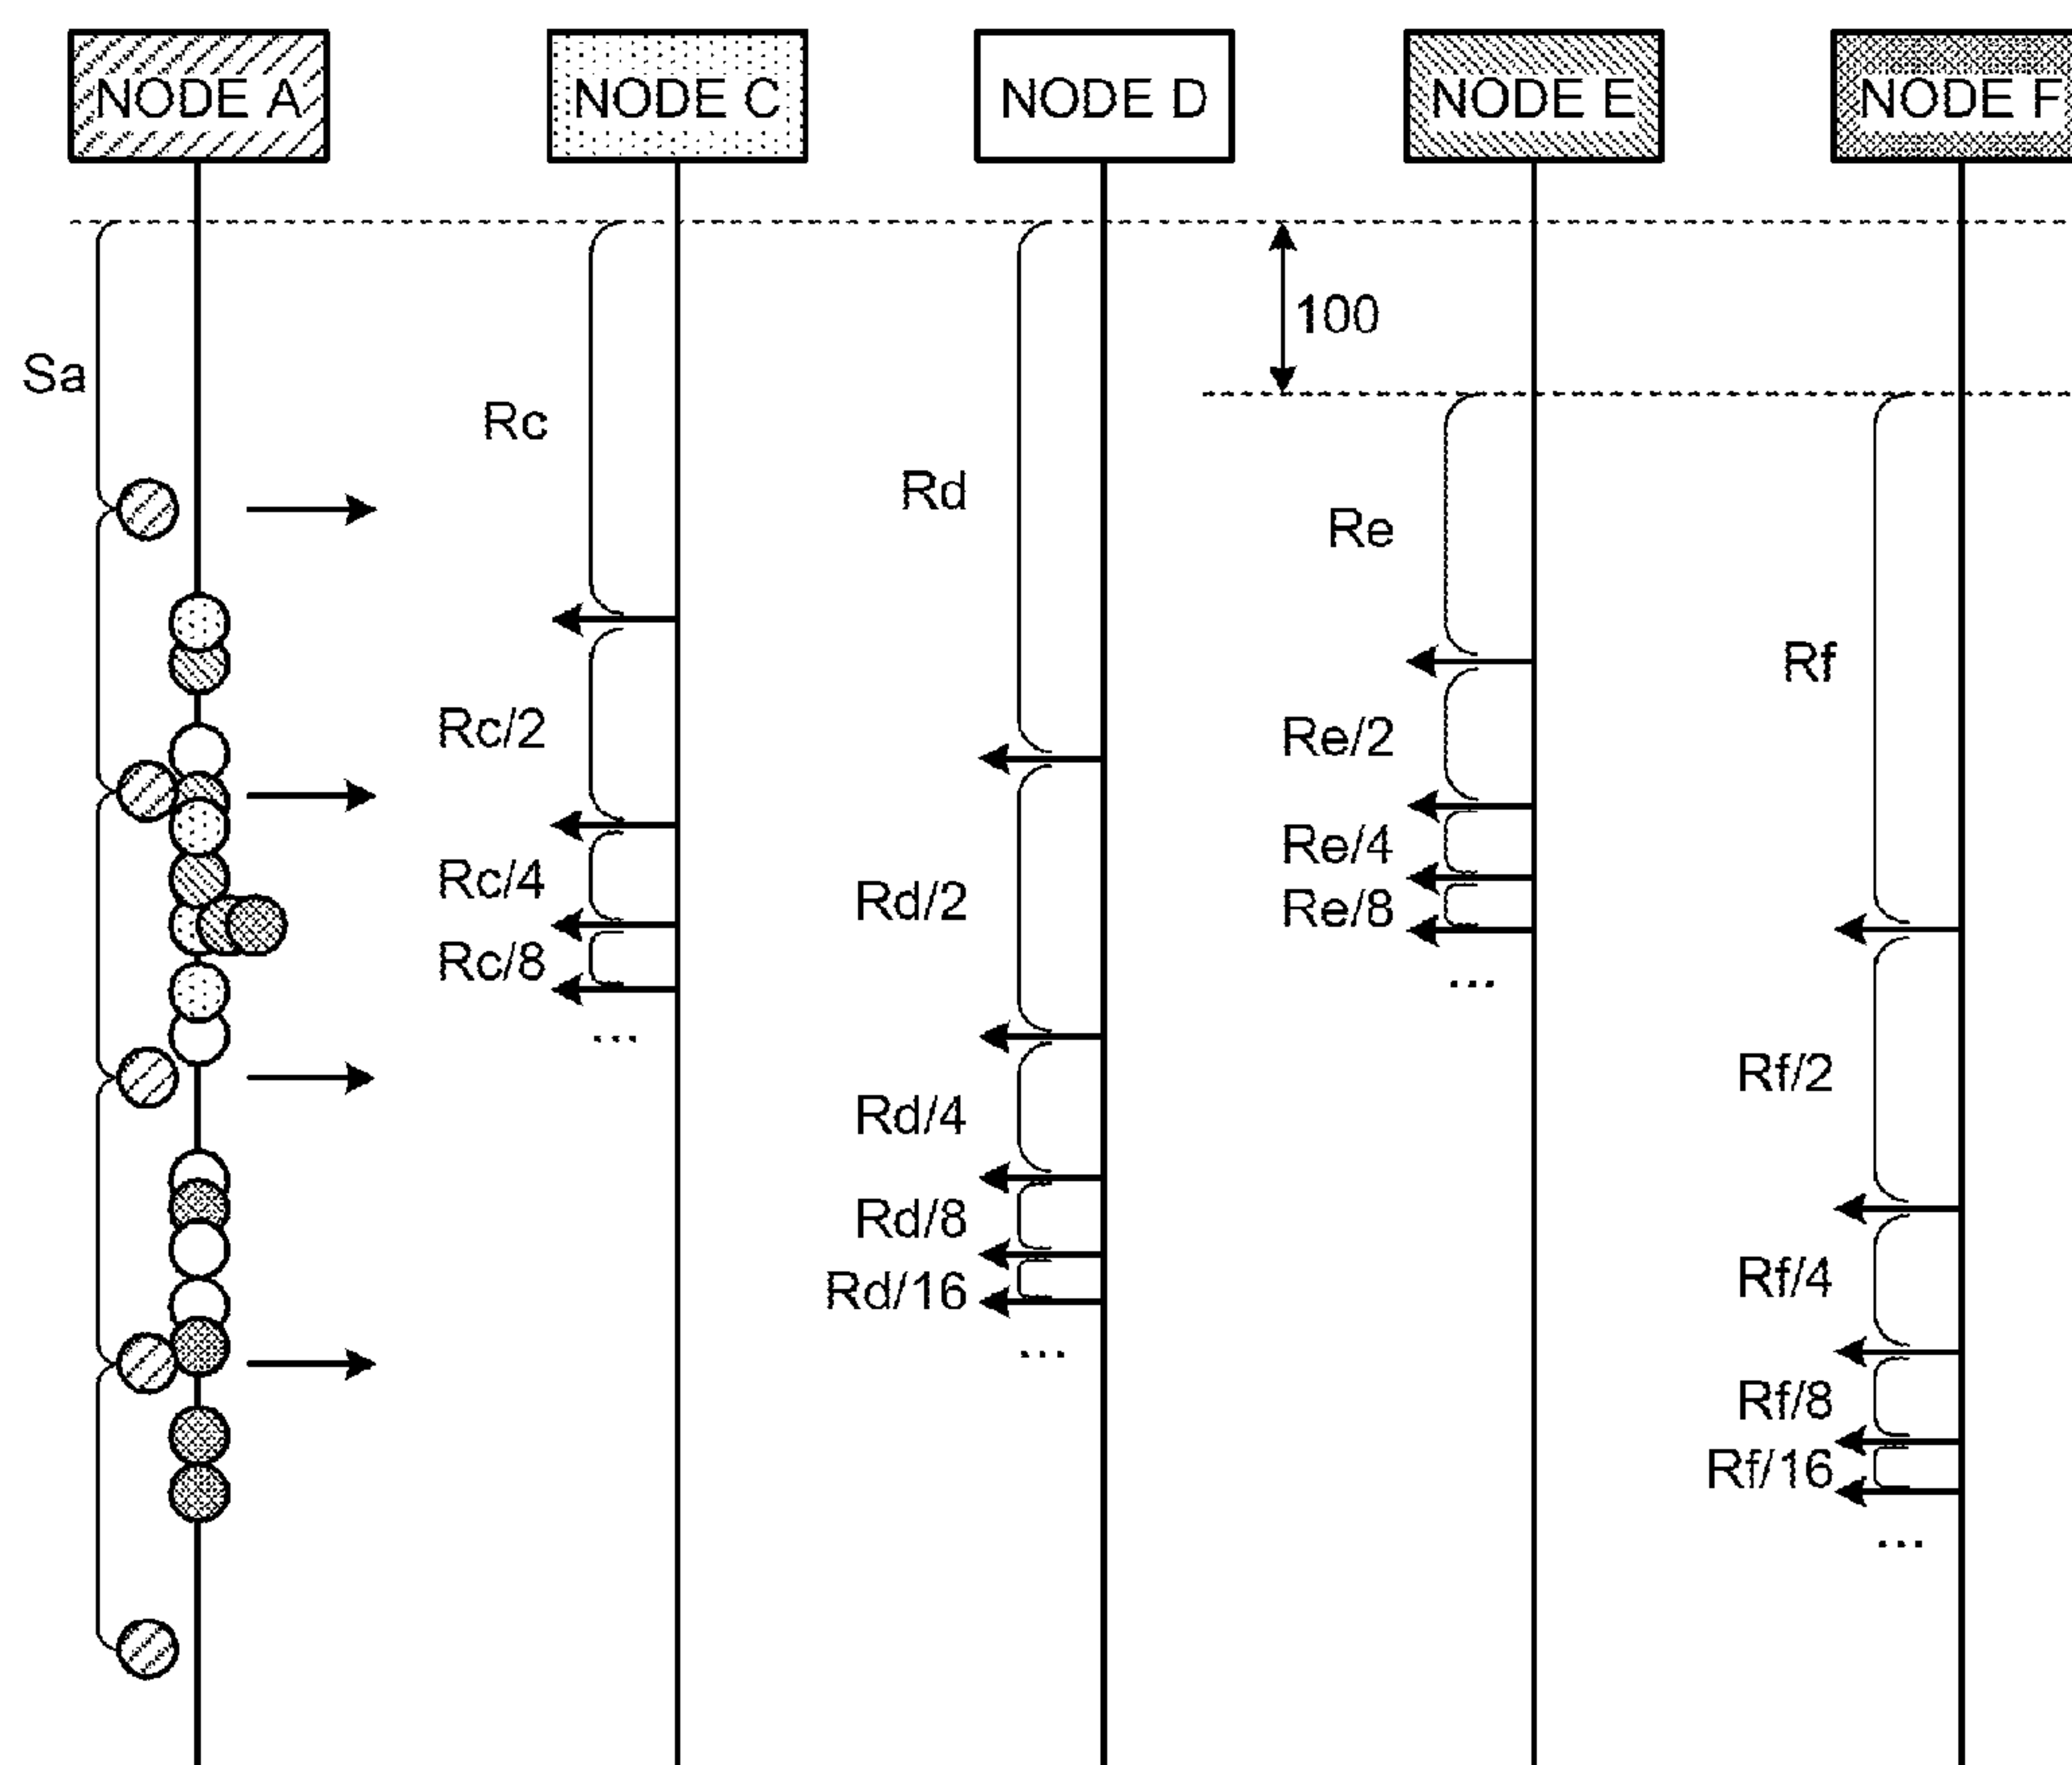 NODE A
NODE C
NODE D
NODE E
NODE F
100
Sa
Rc
Rd
Re
Rf
Rc/2
Re/2
Re/4
Rc/4
Rd/2
Re/8
Rc/8
...
...
Rf/2
Rd/4
Rd/8
Rf/4
Rd/16
...
Rf/8
Rf/16
...